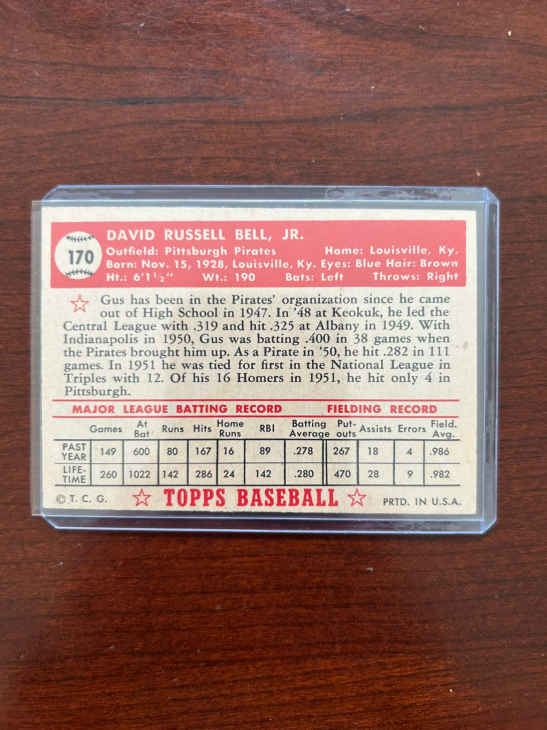 170
DAVID RUSSELL BELL, JR.
Outfield: Pittsburgh Pirates Home: Louisville, Ky.
Born: Nov. 15, 1928, Louisville, Ky. Eyes: Blue Hair: Brown
Ht.: 6'1½" Wt.: 190 Bats: Left Throws: Right
Gus has been in the Pirates' organization since he came
out of High School in 1947. In '48 at Keokuk, he led the
Central League with .319 and hit .325 at Albany in 1949. With
Indianapolis in 1950, Gus was batting .400 in 38 games when
the Pirates brought him up. As a Pirate in '50, he hit .282 in 111
games. In 1951 he was tied for first in the National League in
Triples with 12. Of his 16 Homers in 1951, he hit only 4 in
Pittsburgh.
MAJOR LEAGUE BATTING RECORD FIELDING RECORD
Games At Bat Runs Hits Home Runs RBI Batting Average Put-outs Assists Errors Field. Avg.
PAST YEAR 149 600 80 167 16 89 .278 267 18 4 .986
LIFE-TIME 260 1022 142 286 24 142 .280 470 28 9 .982
© T. C. G. TOPPS BASEBALL PRTD. IN U.S.A.